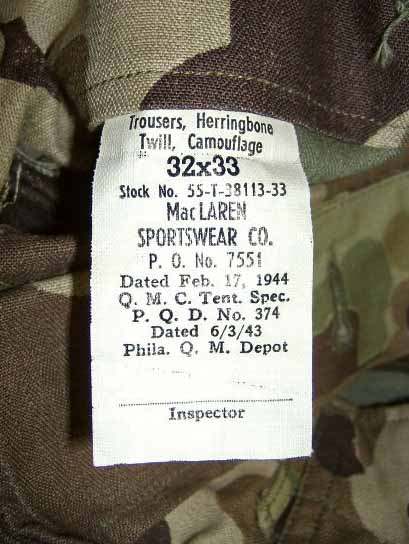 Trousers, Herringbone
Twill, Camouflage
32x33
Stock No. 55-T-38113-33
MacLAREN
SPORTSWEAR CO.
P. O. No. 7551
Dated Feb. 17, 1944
Q. M. C. Tent. Spec.
P. Q. D. No. 374
Dated 6/3/43
Phila. Q. M. Depot
Inspector